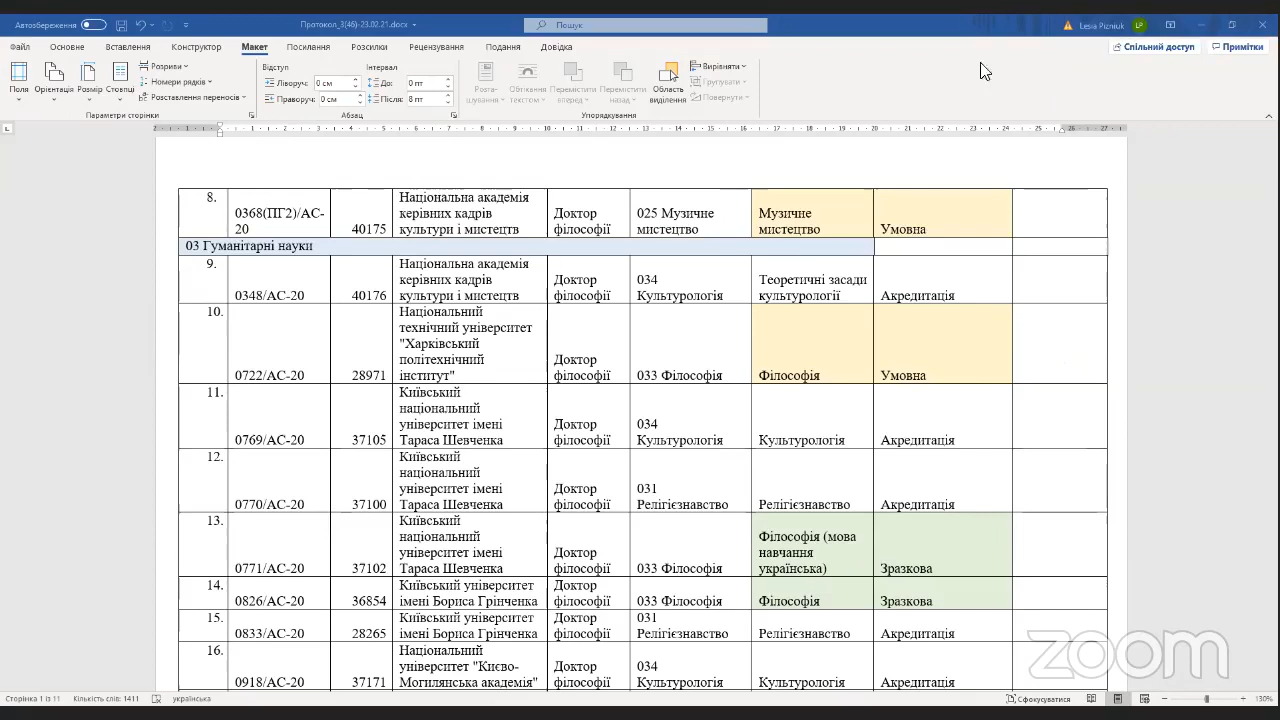 Автозбереження
Протокол_3(46)-23.02.21.docx
Пошук
Lesia Pizniuk
LP
Файл Основне Вставлення Конструктор Макет Посилання Розсилки Рецензування Подання Довідка
Спільний доступ Примітки
Поля
Орієнтація
Розмір
Стовпці
Розриви
Номери рядків
Розставлення переносів
Параметри сторінки
Відступ
Ліворуч: 0 см
Праворуч: 0 см
Інтервал
До: 0 пт
Після: 8 пт
Абзац
Розта-
шування
Обтікання
текстом
Перемістити
вперед
Перемістити
назад
Область
виділення
Вирівняти
Групувати
Повернути
Упорядкування
8.
0368(ПГ2)/АС-
20
40175
Національна академія
керівних кадрів
культури і мистецтв
Доктор
філософії
025 Музичне
мистецтво
Музичне
мистецтво
Умовна
03 Гуманітарні науки
9.
0348/АС-20
40176
Національна академія
керівних кадрів
культури і мистецтв
Доктор
філософії
034
Культурологія
Теоретичні засади
культурології
Акредитація
10.
0722/АС-20
28971
Національний
технічний університет
"Харківський
політехнічний
інститут"
Доктор
філософії
033 Філософія
Філософія
Умовна
11.
0769/АС-20
37105
Київський
національний
університет імені
Тараса Шевченка
Доктор
філософії
034
Культурологія
Культурологія
Акредитація
12.
0770/АС-20
37100
Київський
національний
університет імені
Тараса Шевченка
Доктор
філософії
031
Релігієзнавство
Релігієзнавство
Акредитація
13.
0771/АС-20
37102
Київський
національний
університет імені
Тараса Шевченка
Доктор
філософії
033 Філософія
Філософія (мова
навчання
українська)
Зразкова
14.
0826/АС-20
36854
Київський університет
імені Бориса Грінченка
Доктор
філософії
033 Філософія
Філософія
Зразкова
15.
0833/АС-20
28265
Київський університет
імені Бориса Грінченка
Доктор
філософії
031
Релігієзнавство
Релігієзнавство
Акредитація
16.
0918/АС-20
37171
Національний
університет "Києво-
Могилянська академія"
Доктор
філософії
034
Культурологія
Культурологія
Акредитація
zoom
Сторінка 1 із 11 Кількість слів: 1411 українська
Сфокусуватися
130%